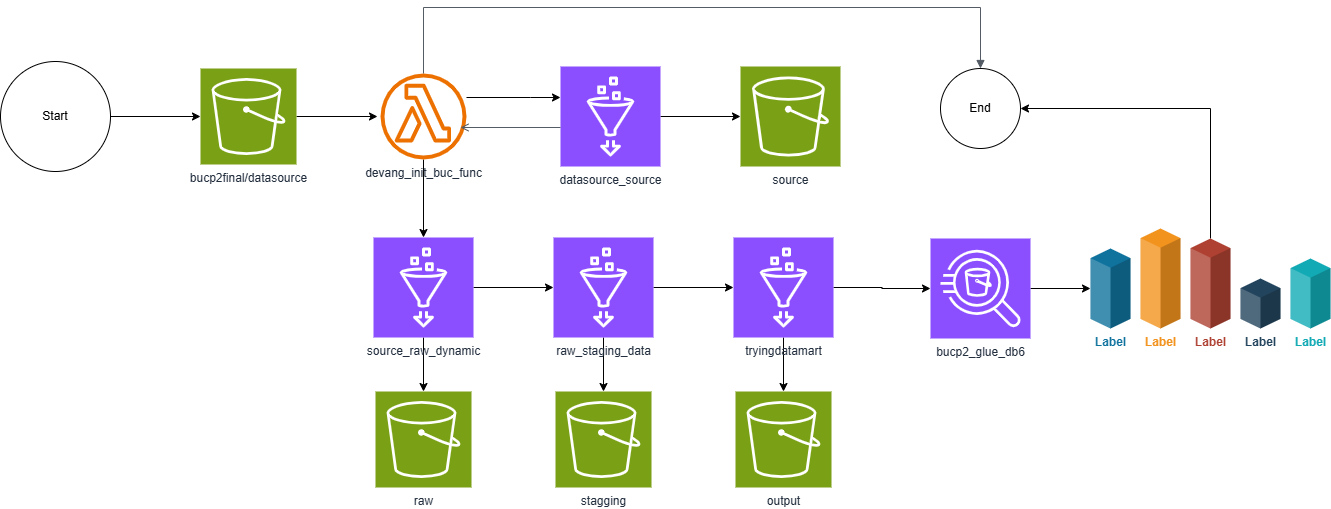 Start
End
bucp2final/datasource
devang_init_buc_func
datasource_source
source
source_raw_dynamic
raw_staging_data
tryingdatamart
bucp2_glue_db6
Label
Label
Label
Label
Label
raw
stagging
output